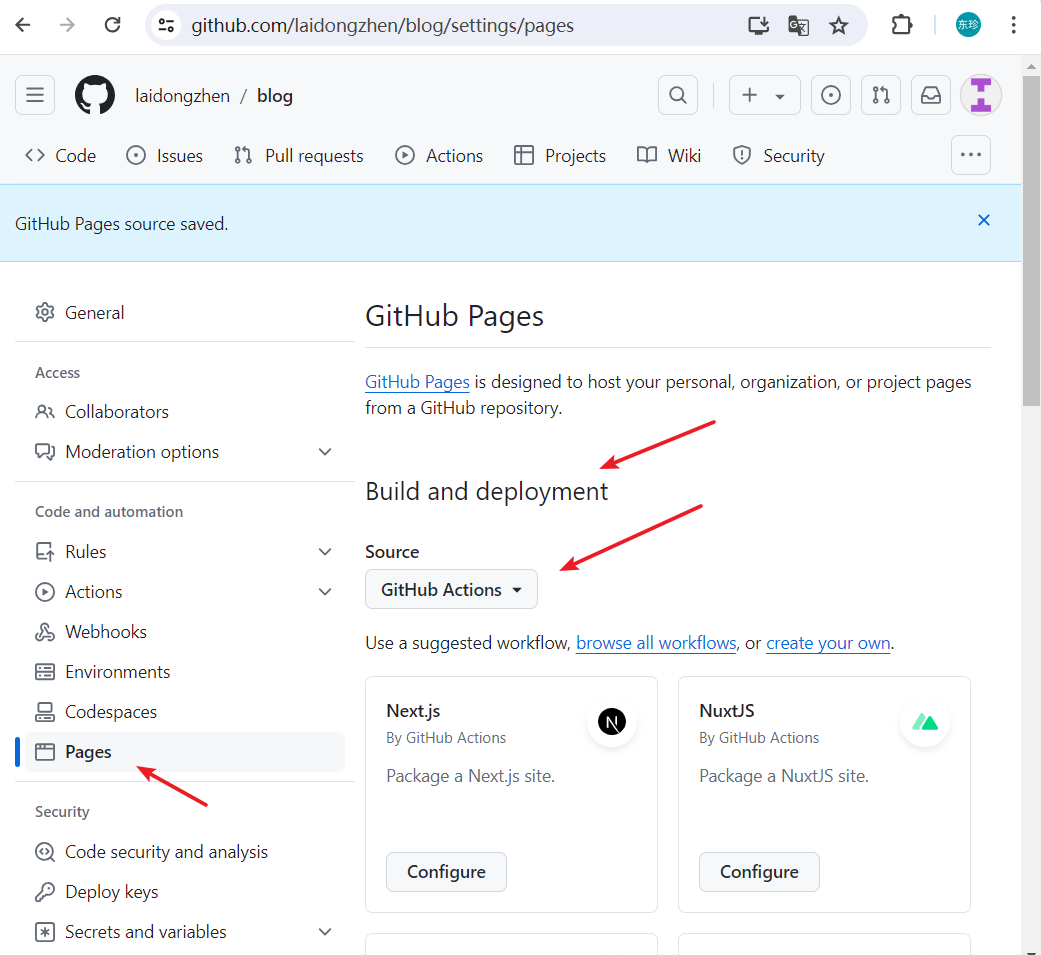 github.com/laidongzhen/blog/settings/pages
东珍
laidongzhen / blog
Code Issues Pull requests Actions Projects Wiki Security
GitHub Pages source saved.
General
Access
Collaborators
Moderation options
Code and automation
Rules
Actions
Webhooks
Environments
Codespaces
Pages
Security
Code security and analysis
Deploy keys
Secrets and variables
GitHub Pages
GitHub Pages is designed to host your personal, organization, or project pages
from a GitHub repository.
Build and deployment
Source
GitHub Actions
Use a suggested workflow, browse all workflows, or create your own.
Next.js
By GitHub Actions
Package a Next.js site.
Configure
NuxtJS
By GitHub Actions
Package a NuxtJS site.
Configure